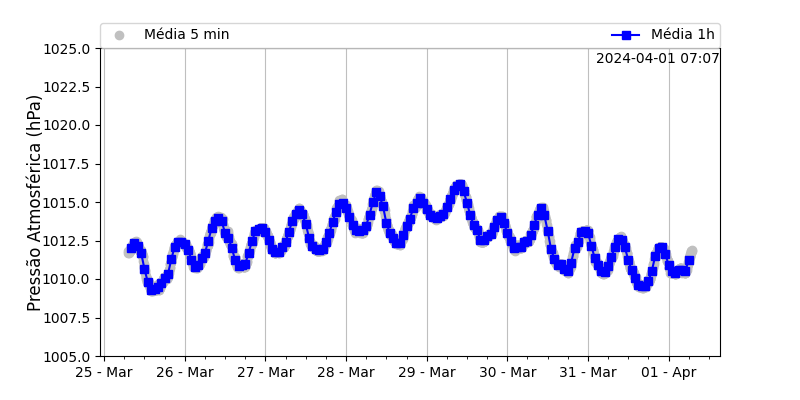 Média 5 min
Média 1h
2024-04-01 07:07
Pressão Atmosférica (hPa)
1025.0
1022.5
1020.0
1017.5
1015.0
1012.5
1010.0
1007.5
1005.0
25 - Mar
26 - Mar
27 - Mar
28 - Mar
29 - Mar
30 - Mar
31 - Mar
01 - Apr